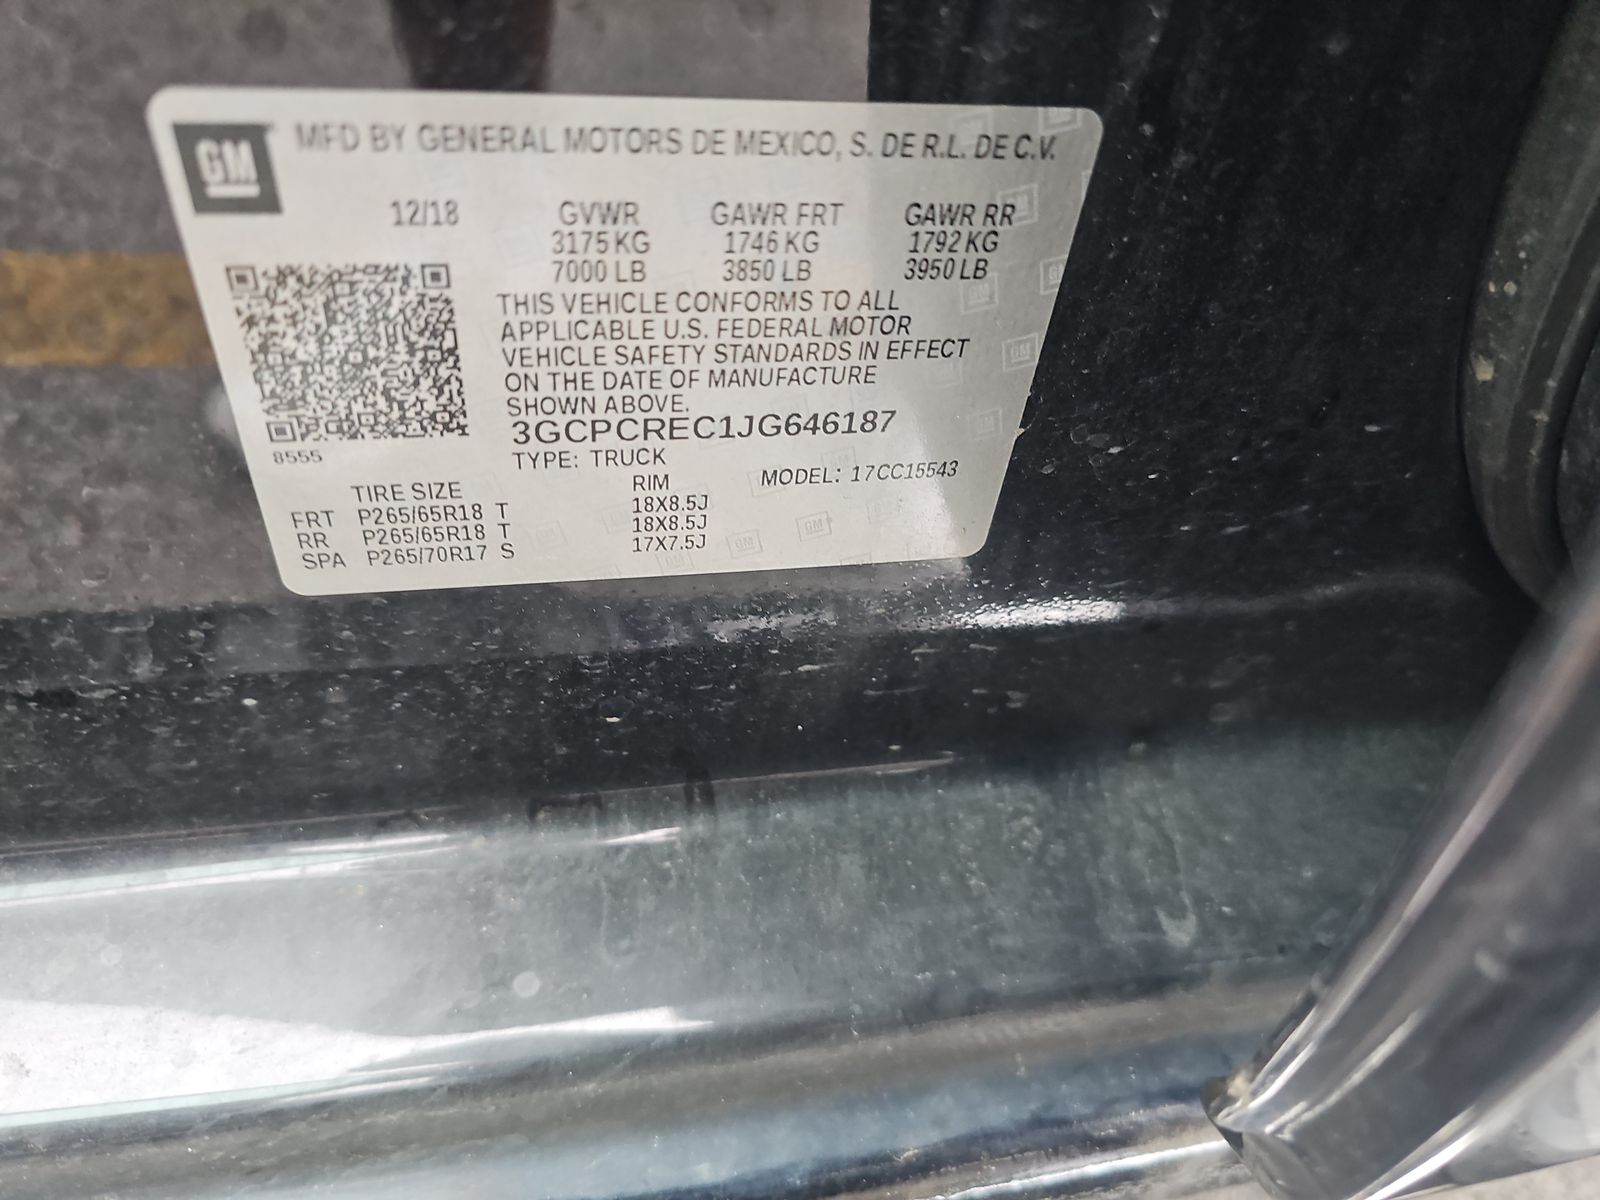 GM
MFD BY GENERAL MOTORS DE MEXICO, S. DE R.L. DE C.V.
12/18 GVWR GAWR FRT GAWR RR
3175 KG 1746 KG 1792 KG
7000 LB 3850 LB 3950 LB
THIS VEHICLE CONFORMS TO ALL
APPLICABLE U.S. FEDERAL MOTOR
VEHICLE SAFETY STANDARDS IN EFFECT
ON THE DATE OF MANUFACTURE
SHOWN ABOVE.
3GCPCREC1JG646187
8555
TYPE: TRUCK MODEL: 17CC15543
TIRE SIZE RIM
FRT P265/65R18 T 18X8.5J
RR P265/65R18 T 18X8.5J
SPA P265/70R17 S 17X7.5J